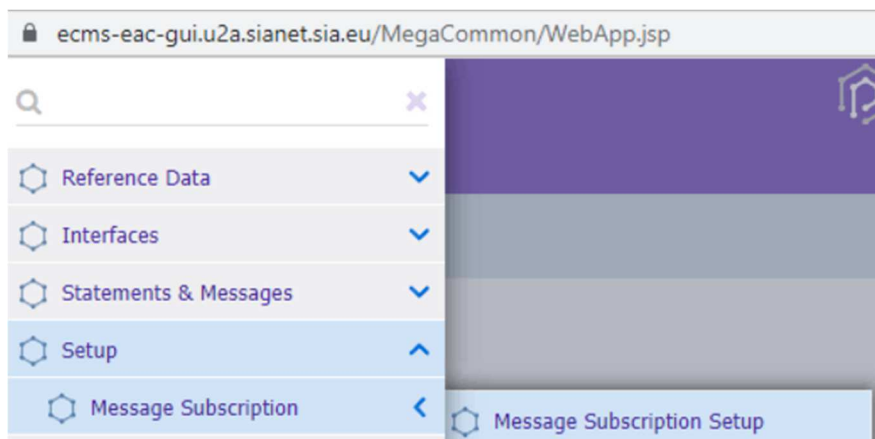 ecms-eac-gui.u2a.sianet.sia.eu/MegaCommon/WebApp.jsp
Reference Data
Interfaces
Statements & Messages
Setup
Message Subscription
Message Subscription Setup